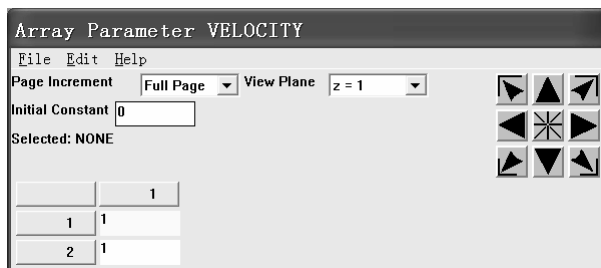 Array Parameter VELOCITY
File Edit Help
Page Increment Full Page View Plane z = 1
Initial Constant 0
Selected: NONE
1
1 1
2 1